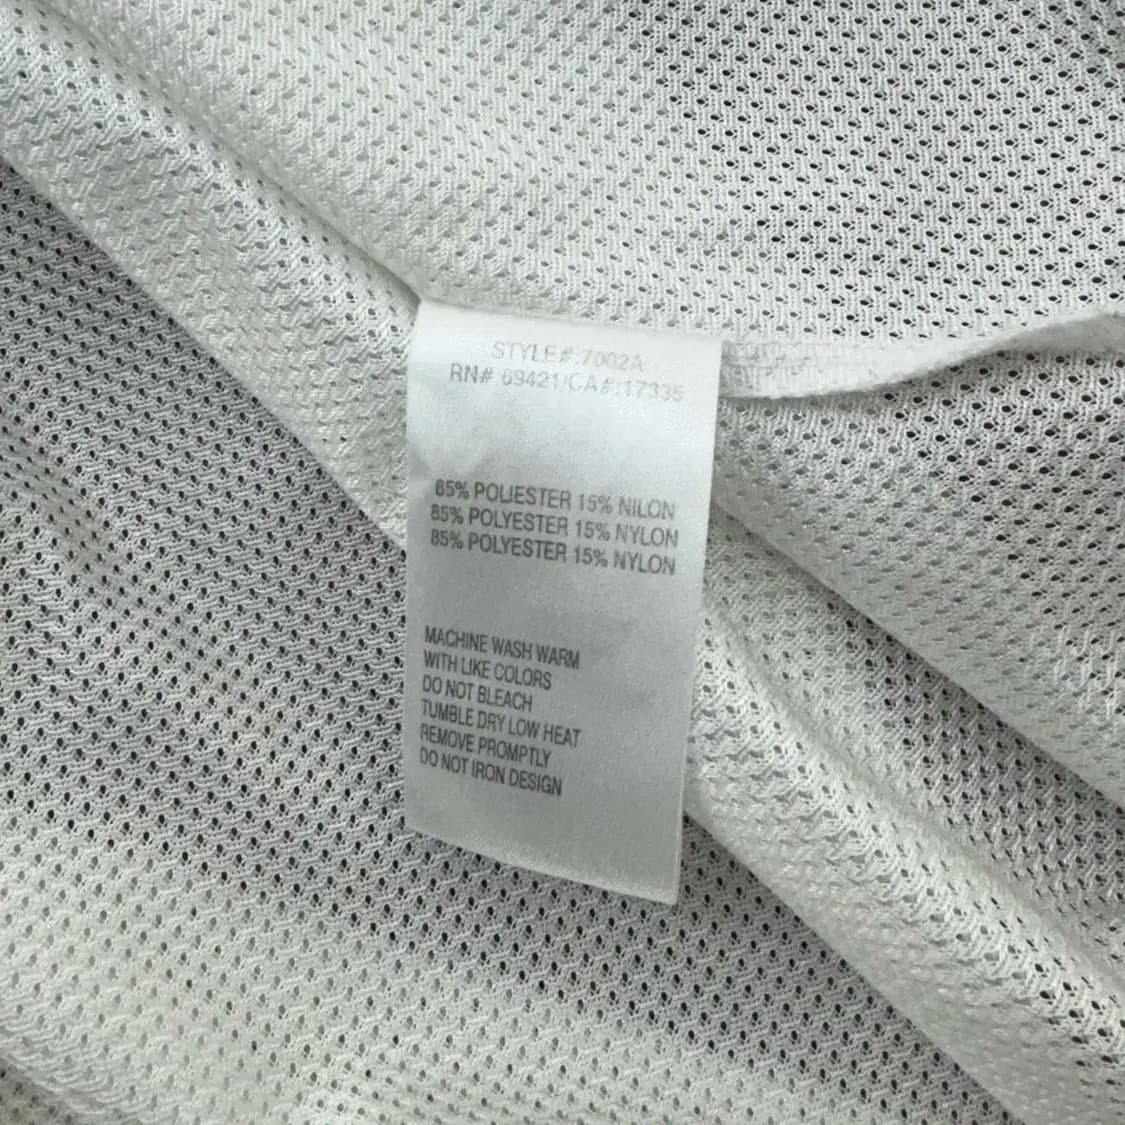 STYLE#:7002A
RN# 69421/CA#:17335
85% POLIESTER 15% NILON
85% POLYESTER 15% NYLON
85% POLYESTER 15% NYLON
MACHINE WASH WARM
WITH LIKE COLORS
DO NOT BLEACH
TUMBLE DRY LOW HEAT
REMOVE PROMPTLY
DO NOT IRON DESIGN